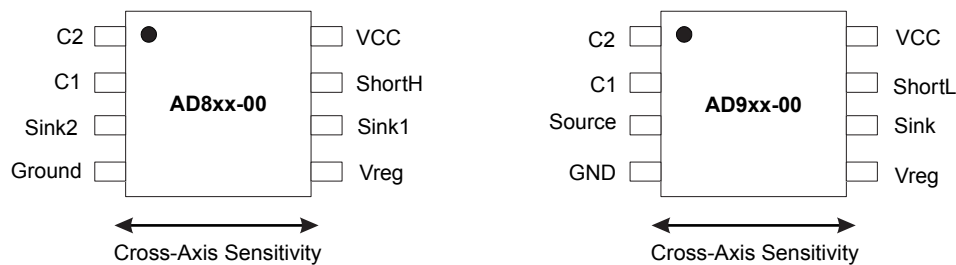 C2
VCC
C1
ShortH
AD8xx-00
Sink2
Sink1
Ground
Vreg
Cross-Axis Sensitivity
C2
VCC
C1
ShortL
AD9xx-00
Source
Sink
GND
Vreg
Cross-Axis Sensitivity